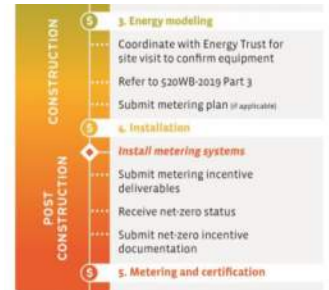 $ 3. Energy modeling
Coordinate with Energy Trust for
site visit to confirm equipment
Refer to 520WB-2019 Part 3
Submit metering plan (if applicable)
CONSTRUCTION
$ 4. Installation
Install metering systems
Submit metering incentive
deliverables
Receive net-zero status
Submit net-zero incentive
documentation
POST
CONSTRUCTION
$ 5. Metering and certification